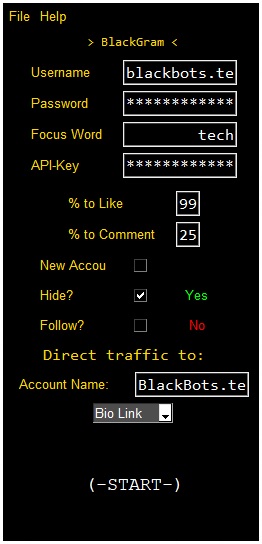 File Help
> BlackGram <
Username blackbots.te
Password ************
Focus Word tech
API-Key ************
% to Like 99
% to Comment 25
New Accou
Hide? Yes
Follow? No
Direct traffic to:
Account Name: BlackBots.te
Bio Link
(-START-)